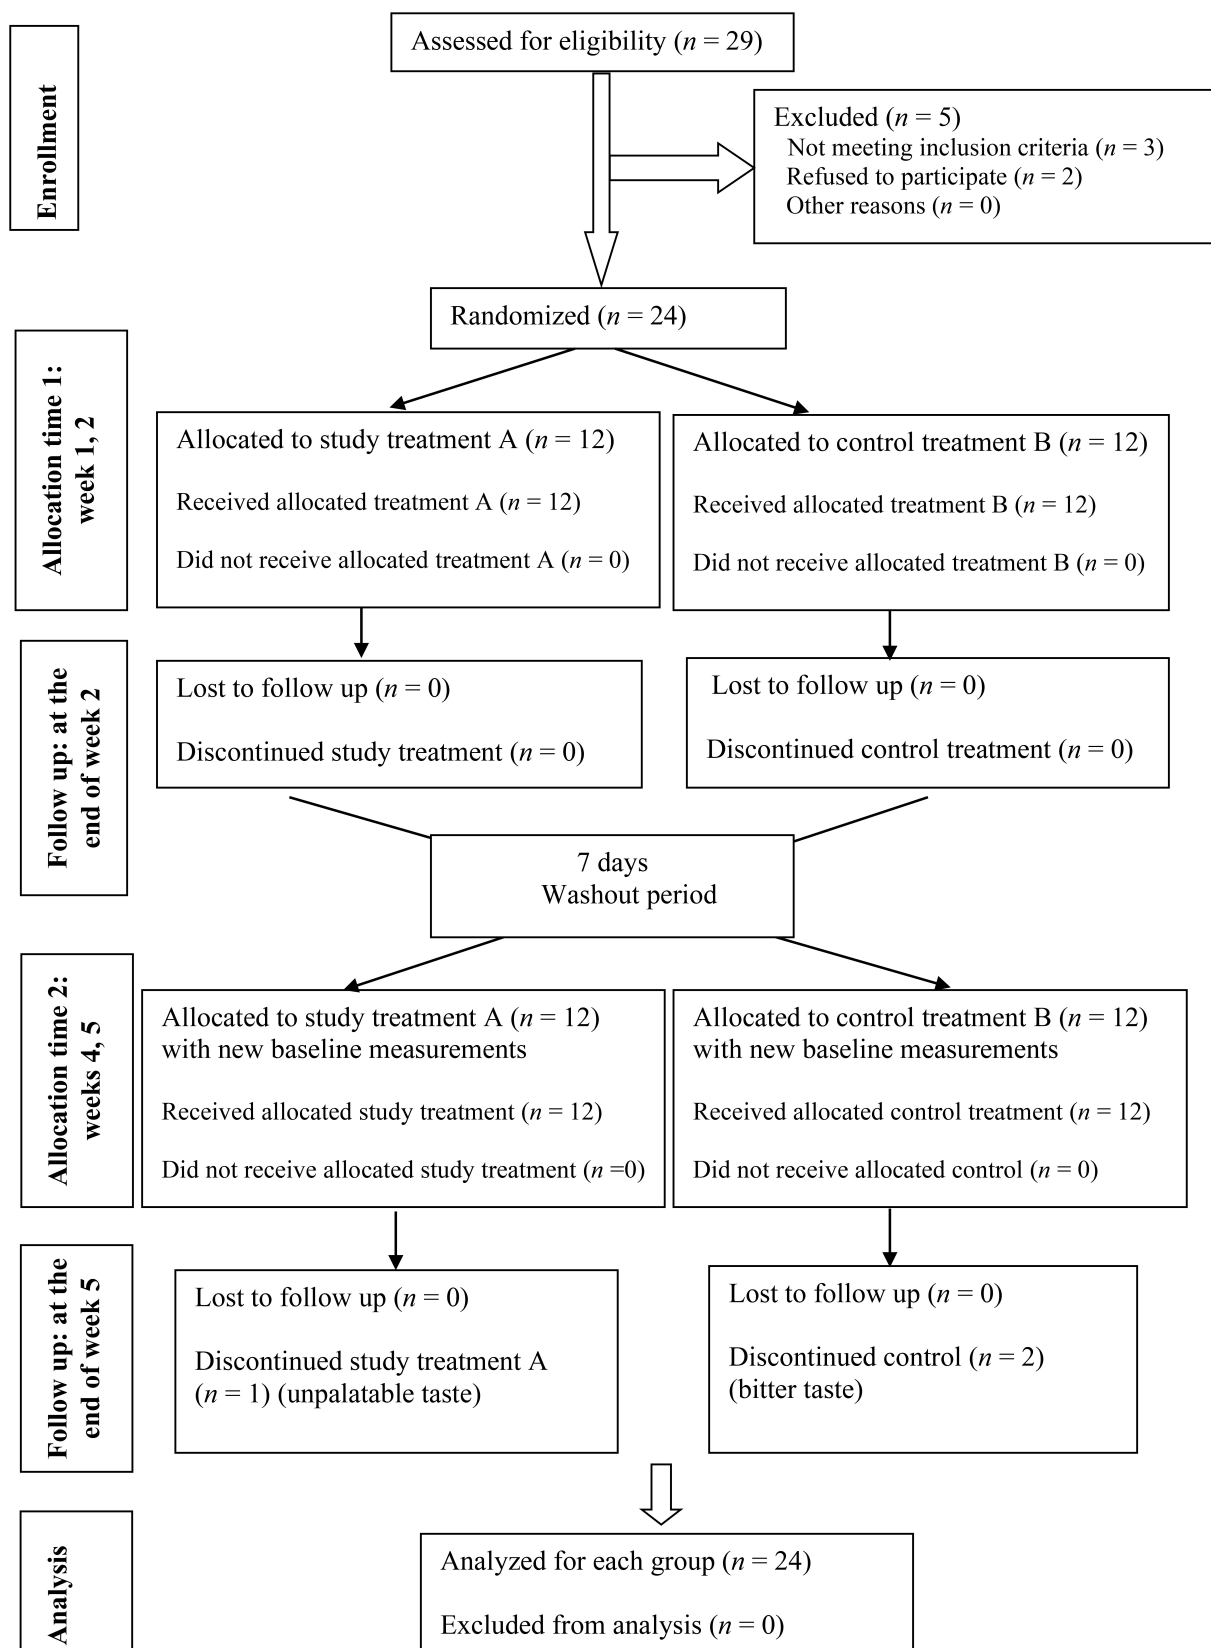 Assessed for eligibility (n = 29)
Enrollment
Excluded (n = 5)
Not meeting inclusion criteria (n = 3)
Refused to participate (n = 2)
Other reasons (n = 0)
Randomized (n = 24)
Allocation time 1:
week 1, 2
Allocated to study treatment A (n = 12)
Received allocated treatment A (n = 12)
Did not receive allocated treatment A (n = 0)
Allocated to control treatment B (n = 12)
Received allocated treatment B (n = 12)
Did not receive allocated treatment B (n = 0)
Follow up: at the
end of week 2
Lost to follow up (n = 0)
Discontinued study treatment (n = 0)
Lost to follow up (n = 0)
Discontinued control treatment (n = 0)
7 days
Washout period
Allocation time 2:
weeks 4, 5
Allocated to study treatment A (n = 12)
with new baseline measurements
Received allocated study treatment (n = 12)
Did not receive allocated study treatment (n =0)
Allocated to control treatment B (n = 12)
with new baseline measurements
Received allocated control treatment (n = 12)
Did not receive allocated control (n = 0)
Follow up: at the
end of week 5
Lost to follow up (n = 0)
Discontinued study treatment A
(n = 1) (unpalatable taste)
Lost to follow up (n = 0)
Discontinued control (n = 2)
(bitter taste)
Analysis
Analyzed for each group (n = 24)
Excluded from analysis (n = 0)